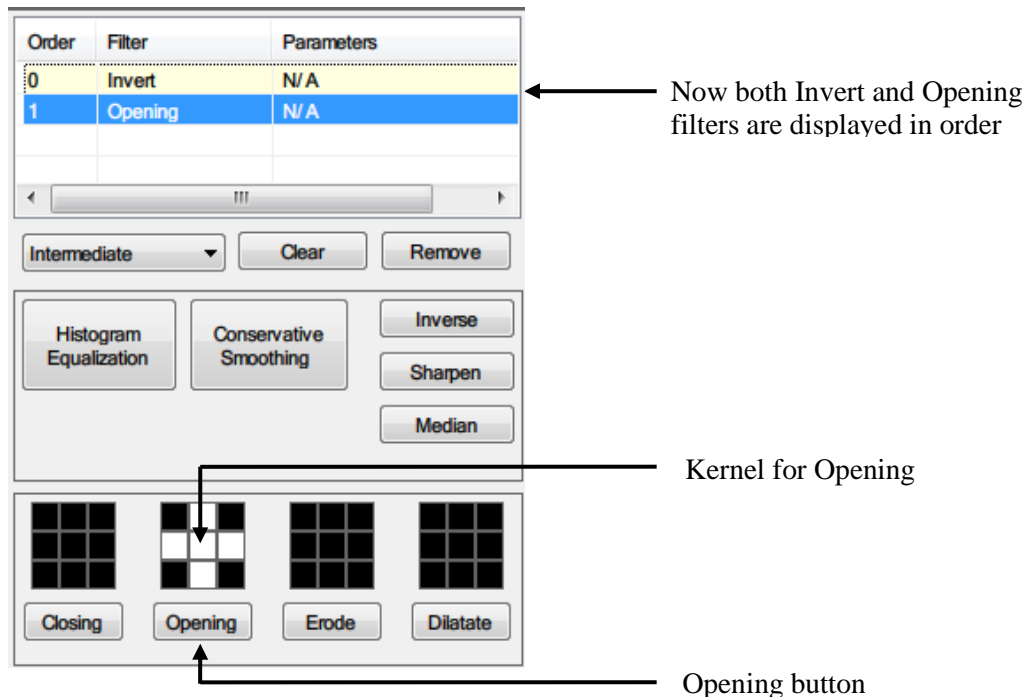 Order Filter Parameters
0 Invert N/A
1 Opening N/A
Now both Invert and Opening
filters are displayed in order
Intermediate Clear Remove
Histogram
Equalization
Conservative
Smoothing
Inverse
Sharpen
Median
Kernel for Opening
Closing Opening Erode Dilatate
Opening button